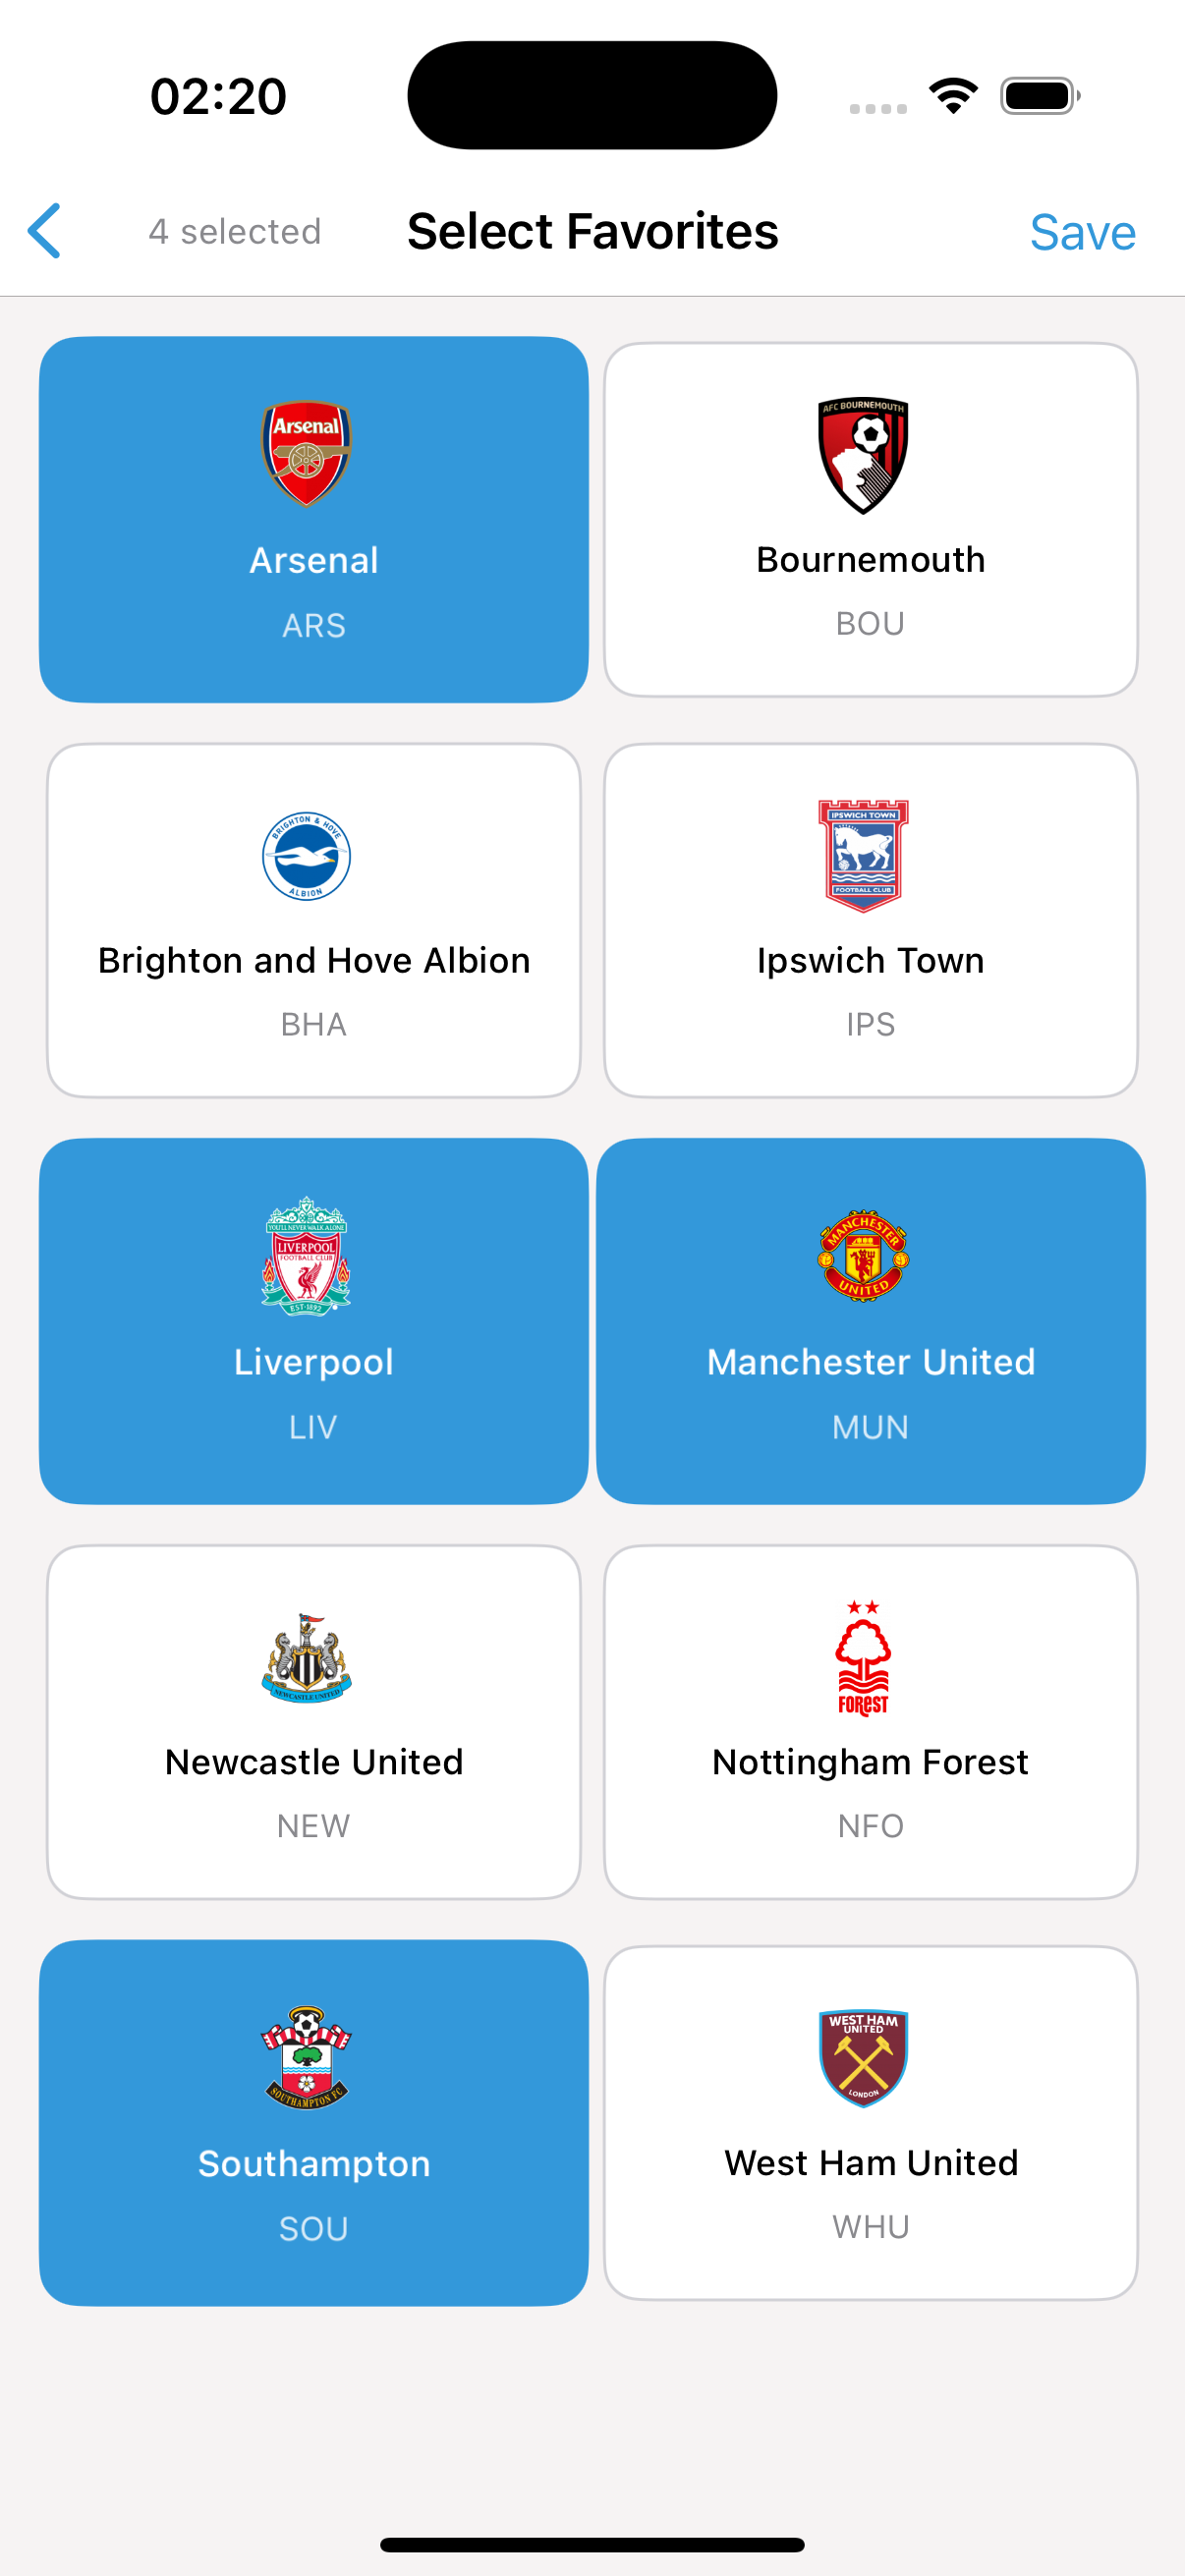 02:20
4 selected
Select Favorites
Save
Arsenal
Arsenal
ARS
AFC BOURNEMOUTH
Bournemouth
BOU
BRIGHTON & HOVE
ALBION
Brighton and Hove Albion
BHA
IPSWICH TOWN
FOOTBALL CLUB
Ipswich Town
IPS
YOU'LL NEVER WALK ALONE
LIVERPOOL
FOOTBALL CLUB
EST·1892
Liverpool
LIV
MANCHESTER
UNITED
Manchester United
MUN
NEWCASTLE UNITED
Newcastle United
NEW
FOREST
Nottingham Forest
NFO
SOUTHAMPTON FC
Southampton
SOU
WEST HAM
UNITED
LONDON
West Ham United
WHU